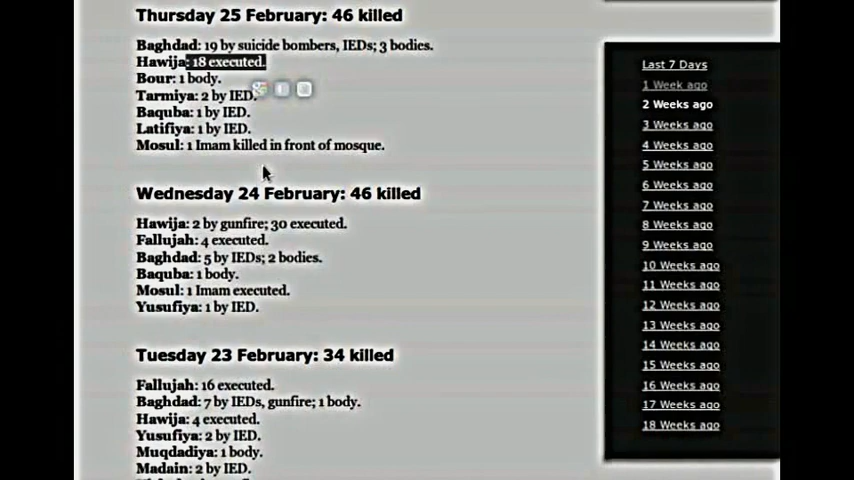 Thursday 25 February: 46 killed
Baghdad: 19 by suicide bombers, IEDs; 3 bodies.
Hawija: 18 executed.
Bour: 1 body.
Tarmiya: 2 by IED.
Baquba: 1 by IED.
Latifiya: 1 by IED.
Mosul: 1 Imam killed in front of mosque.
Wednesday 24 February: 46 killed
Hawija: 2 by gunfire; 30 executed.
Fallujah: 4 executed.
Baghdad: 5 by IEDs; 2 bodies.
Baquba: 1 body.
Mosul: 1 Imam executed.
Yusufiya: 1 by IED.
Tuesday 23 February: 34 killed
Fallujah: 16 executed.
Baghdad: 7 by IEDs, gunfire; 1 body.
Hawija: 4 executed.
Yusufiya: 2 by IED.
Muqdadiya: 1 body.
Madain: 2 by IED.
Last 7 Days
1 Week ago
2 Weeks ago
3 Weeks ago
4 Weeks ago
5 Weeks ago
6 Weeks ago
7 Weeks ago
8 Weeks ago
9 Weeks ago
10 Weeks ago
11 Weeks ago
12 Weeks ago
13 Weeks ago
14 Weeks ago
15 Weeks ago
16 Weeks ago
17 Weeks ago
18 Weeks ago